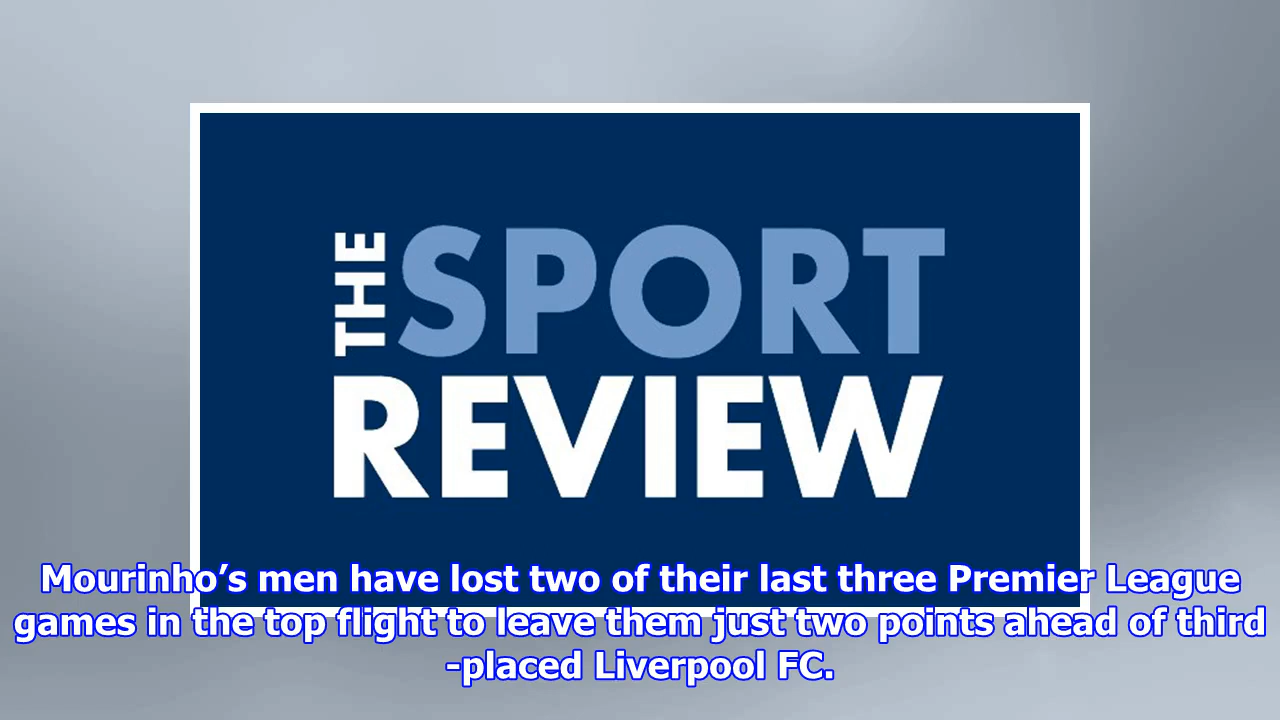 THE
SPORT
REVIEW
Mourinho’s men have lost two of their last three Premier League
games in the top flight to leave them just two points ahead of third
-placed Liverpool FC.